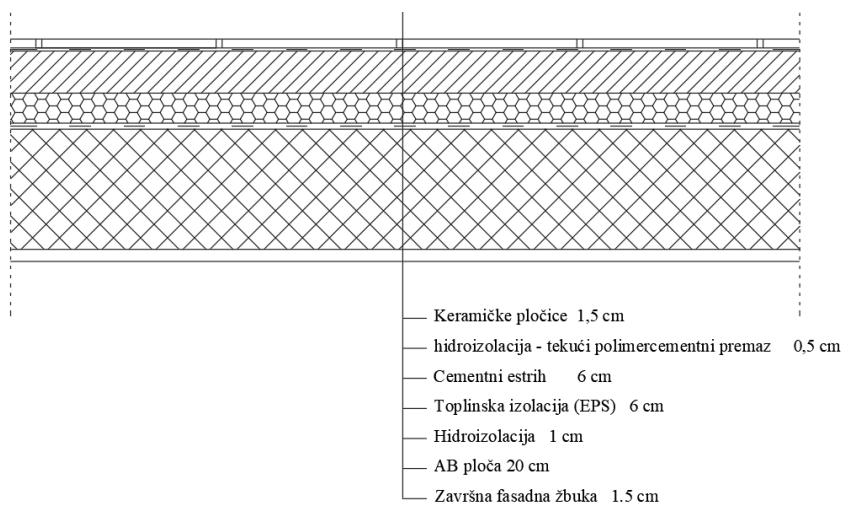 Keramičke pločice 1,5 cm
hidroizolacija - tekući polimercementni premaz 0,5 cm
Cementni estrih 6 cm
Toplinska izolacija (EPS) 6 cm
Hidroizolacija 1 cm
AB ploča 20 cm
Završna fasadna žbuka 1.5 cm